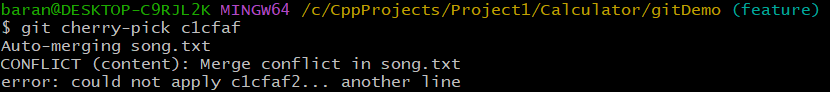 baran@DESKTOP-C9RJL2K MINGW64 /c/CppProjects/Project1/Calculator/gitDemo (feature)
$ git cherry-pick c1cfaf
Auto-merging song.txt
CONFLICT (content): Merge conflict in song.txt
error: could not apply c1cfaf2... another line